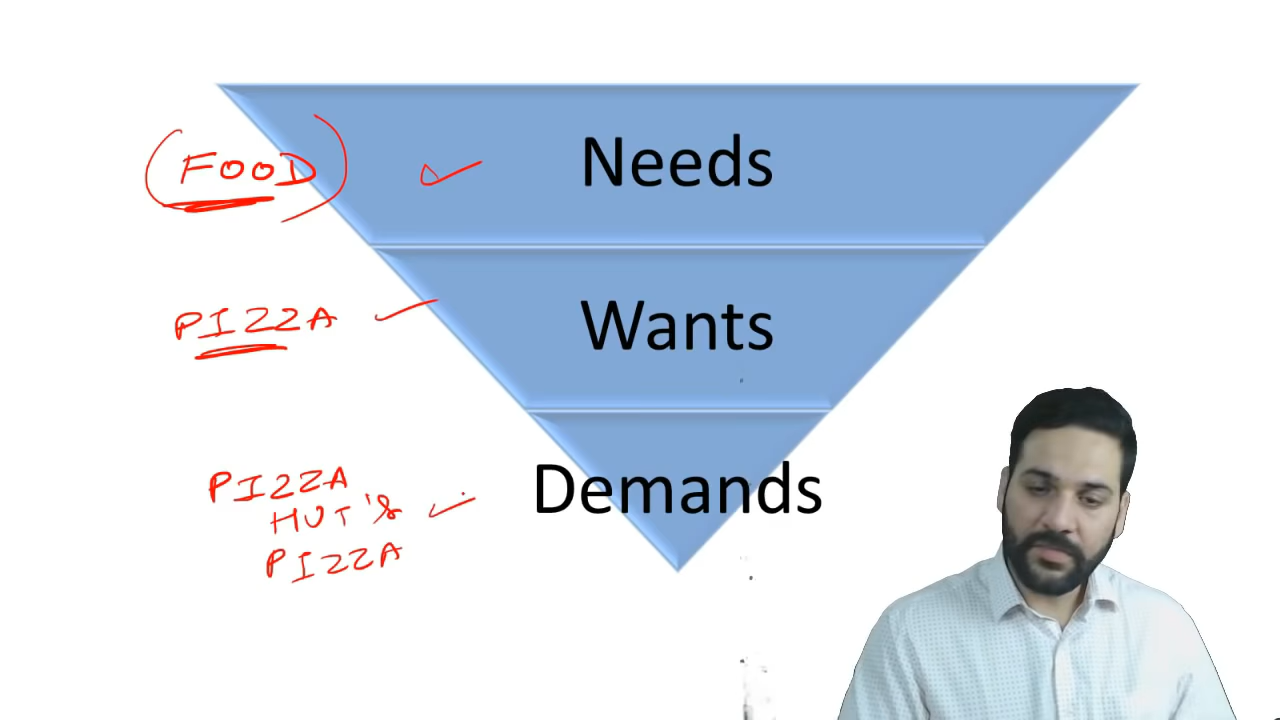 (FOOD)
Needs
PIZZA
Wants
PIZZA
HUT's
PIZZA
Demands